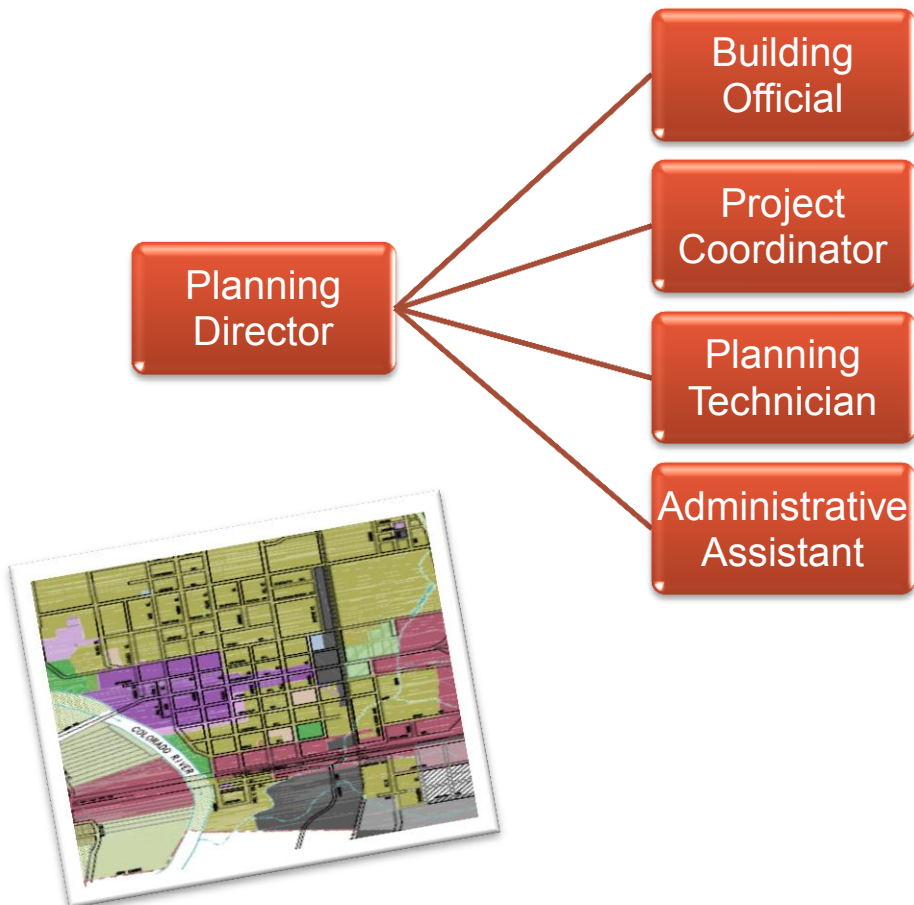 Building
Official
Project
Coordinator
Planning
Director
Planning
Technician
Administrative
Assistant
COLORADO RIVER